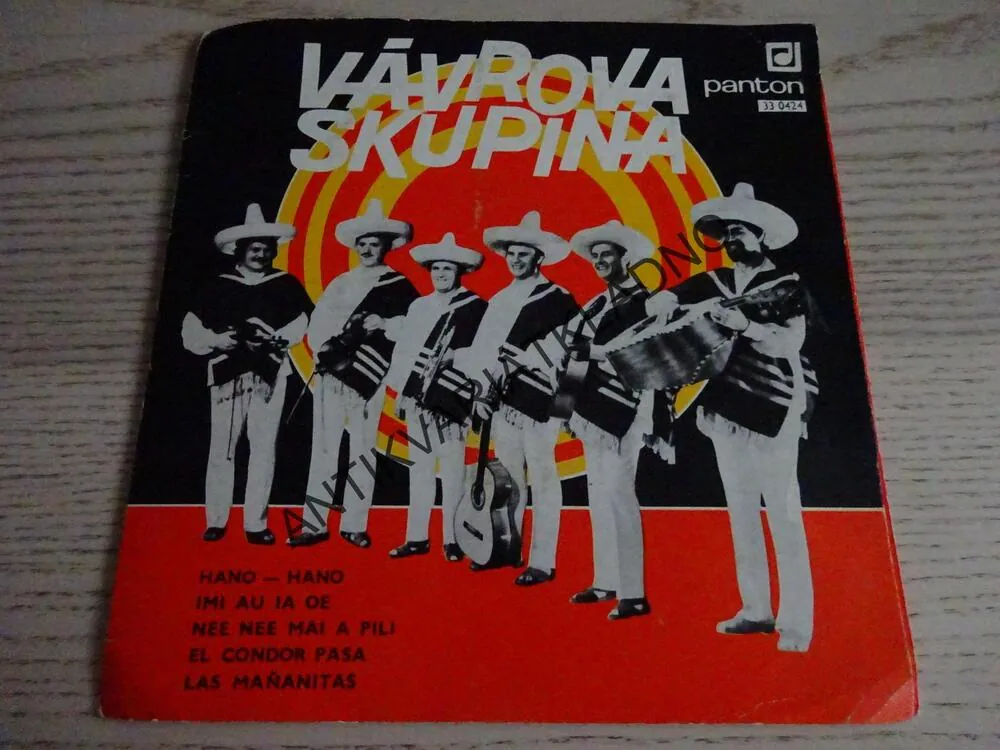 VÁVROVA
SKUPINA
panton
33 0424
ANTIKVARIATKLADNO
HANO — HANO
IMI AU IA OE
NEE NEE MAI A PILI
EL CONDOR PASA
LAS MAÑANITAS